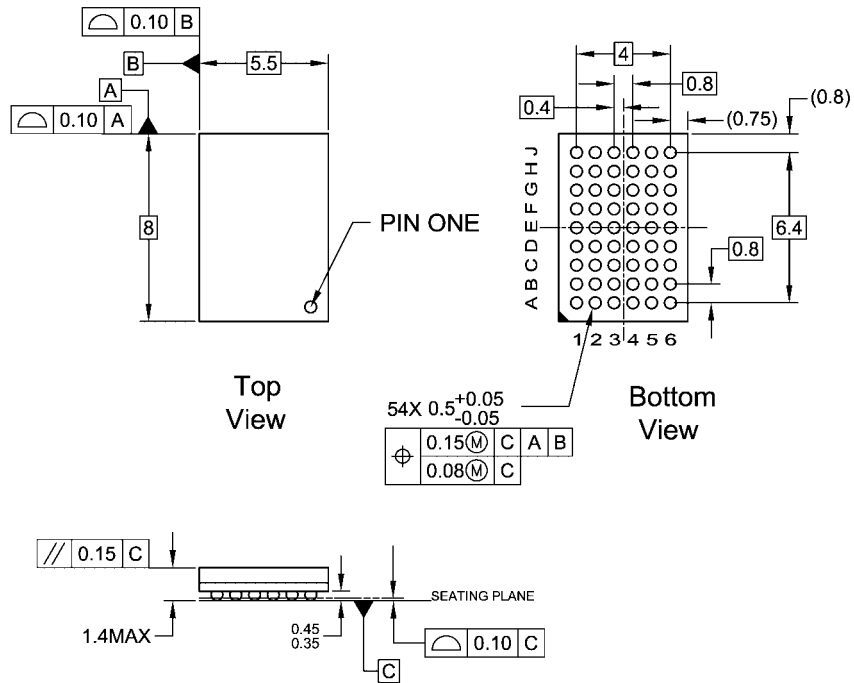 0.10 B
B
5.5
A
0.10 A
8
PIN ONE
Top
View
4
0.8
0.4
(0.75)
(0.8)
J
H
G
F
E
D
C
B
A
6.4
0.8
1 2 3 4 5 6
54X 0.5 +0.05
-0.05
⌖ 0.15Ⓜ C A B
0.08Ⓜ C
Bottom
View
// 0.15 C
1.4MAX
0.45
0.35
SEATING PLANE
0.10 C
C